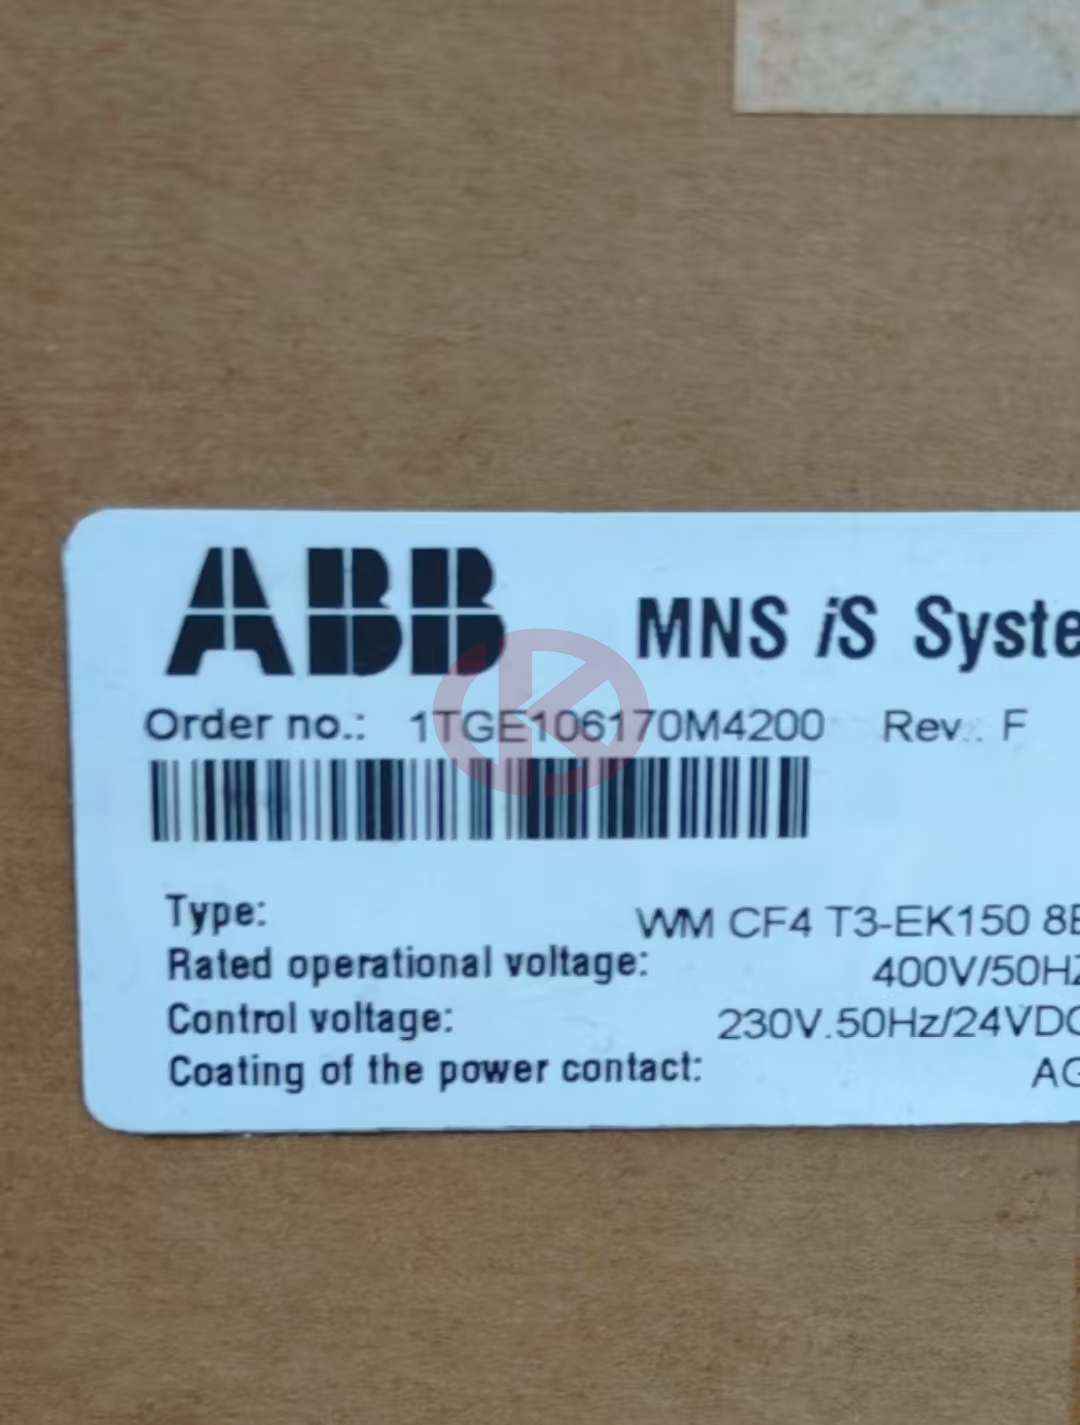 ABB MNS iS Syste
Order no.: 1TGE106170M4200 Rev.. F
Type: WM CF4 T3-EK150 8E
Rated operational voltage: 400V/50HZ
Control voltage: 230V.50Hz/24VDC
Coating of the power contact: AG